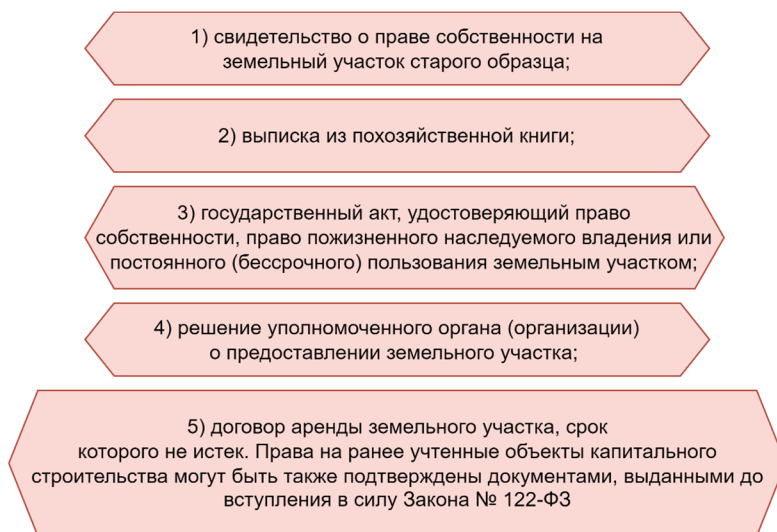 1) свидетельство о праве собственности на
земельный участок старого образца;
2) выписка из похозяйственной книги;
3) государственный акт, удостоверяющий право
собственности, право пожизненного наследуемого владения или
постоянного (бессрочного) пользования земельным участком;
4) решение уполномоченного органа (организации)
о предоставлении земельного участка;
5) договор аренды земельного участка, срок
которого не истек. Права на ранее учтенные объекты капитального
строительства могут быть также подтверждены документами, выданными до
вступления в силу Закона № 122-ФЗ